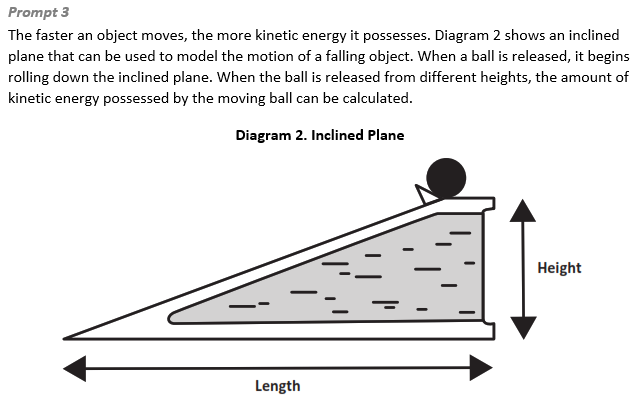 Prompt 3
The faster an object moves, the more kinetic energy it possesses. Diagram 2 shows an inclined
plane that can be used to model the motion of a falling object. When a ball is released, it begins
rolling down the inclined plane. When the ball is released from different heights, the amount of
kinetic energy possessed by the moving ball can be calculated.
Diagram 2. Inclined Plane
Height
Length